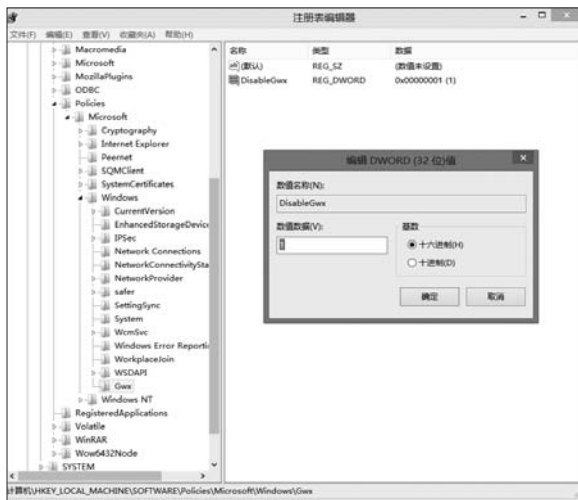 注册表编辑器
文件(F) 编辑(E) 查看(V) 收藏夹(A) 帮助(H)
Macromedia
Microsoft
MozillaPlugins
ODBC
Policies
Microsoft
Cryptography
Internet Explorer
Peernet
SQMClient
SystemCertificates
Windows
CurrentVersion
EnhancedStorageDevice
IPSec
Network Connections
NetworkConnectivitySta
NetworkProvider
safer
SettingSync
System
WcmSvc
Windows Error Reporti
WorkplaceJoin
WSDAPI
Gwx
Windows NT
RegisteredApplications
Volatile
WinRAR
Wow6432Node
SYSTEM
名称 类型 数据
ab (默认) REG_SZ (数值未设置)
DisableGwx REG_DWORD 0x00000001 (1)
编辑 DWORD (32 位)值
数值名称(N):
DisableGwx
数值数据(V): 基数
1 十六进制(H)
十进制(D)
确定 取消
计算机\HKEY_LOCAL_MACHINE\SOFTWARE\Policies\Microsoft\Windows\Gwx